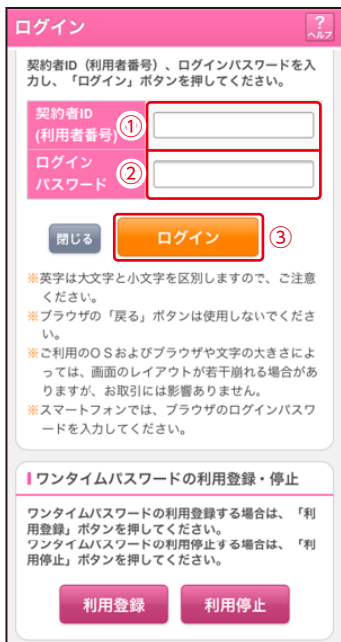 ログイン
?
ヘルプ
契約者ID（利用者番号）、ログインパスワードを入
力し、「ログイン」ボタンを押してください。
契約者ID
(利用者番号)
①
ログイン
パスワード
②
閉じる
ログイン
③
※英字は大文字と小文字を区別しますので、ご注意
ください。
※ブラウザの「戻る」ボタンは使用しないでくださ
い。
※ご利用のＯＳおよびブラウザや文字の大きさによ
っては、画面のレイアウトが若干崩れる場合があ
りますが、お取引には影響ありません。
※スマートフォンでは、ブラウザのログインパスワ
ードを入力してください。
ワンタイムパスワードの利用登録・停止
ワンタイムパスワードの利用登録する場合は、「利
用登録」ボタンを押してください。
ワンタイムパスワードの利用停止する場合は、「利
用停止」ボタンを押してください。
利用登録
利用停止